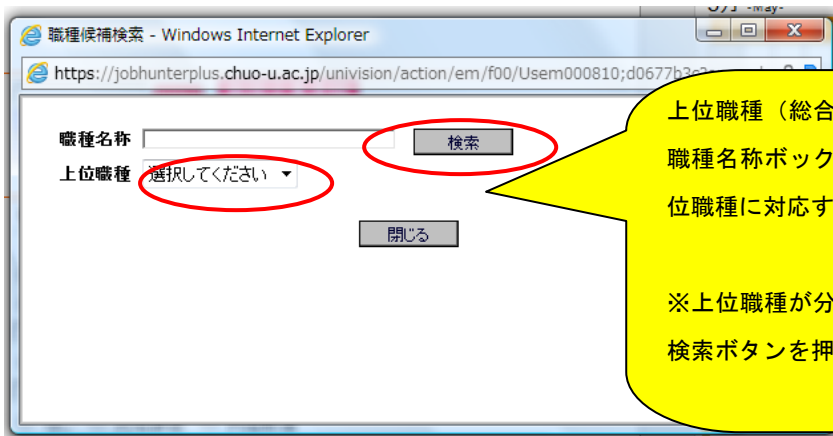 5月 -May-
職種候補検索 - Windows Internet Explorer
https://jobhunterplus.chuo-u.ac.jp/univision/action/em/f00/Usem000810;d0677b3c
職種名称
検索
上位職種 選択してください
閉じる
上位職種（総合
職種名称ボック
位職種に対応す
※上位職種が分
検索ボタンを押